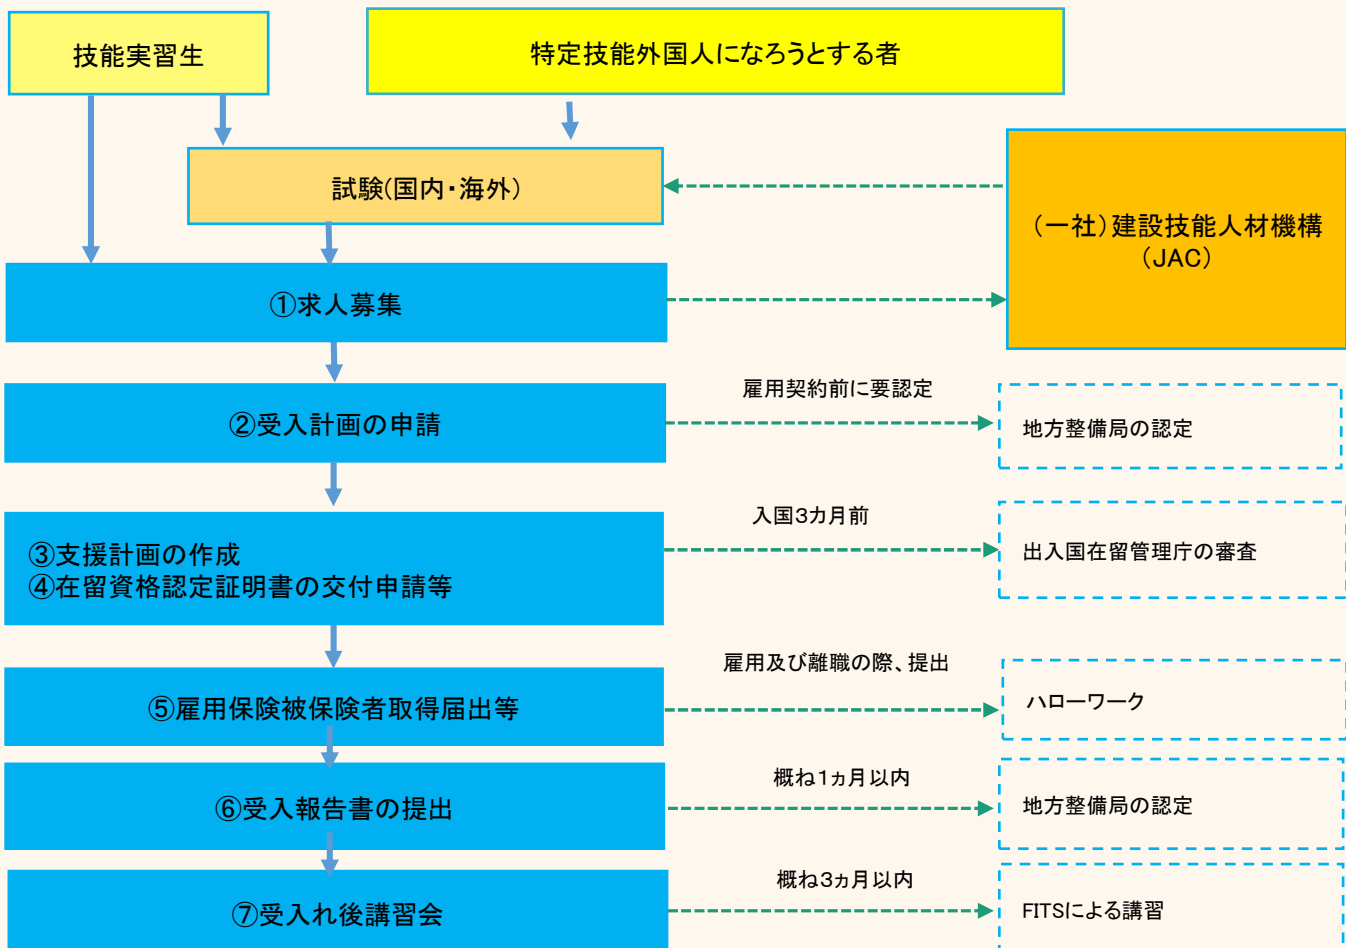 技能実習生
特定技能外国人になろうとする者
試験(国内・海外)
(一社)建設技能人材機構
(JAC)
①求人募集
雇用契約前に要認定
②受入計画の申請
地方整備局の認定
入国3カ月前
③支援計画の作成
④在留資格認定証明書の交付申請等
出入国在留管理庁の審査
雇用及び離職の際、提出
⑤雇用保険被保険者取得届出等
ハローワーク
概ね1ヵ月以内
⑥受入報告書の提出
地方整備局の認定
概ね3ヵ月以内
⑦受入れ後講習会
FITSによる講習